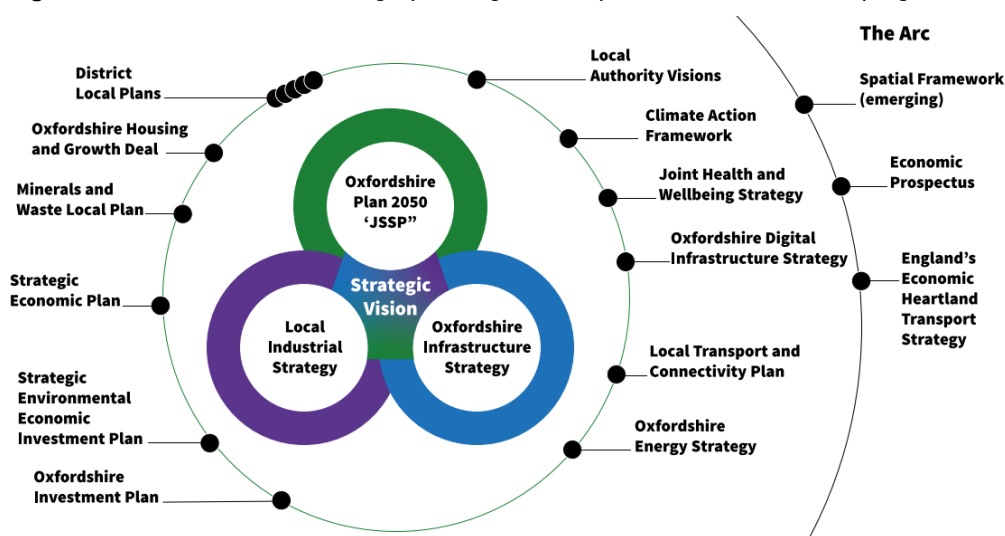 The Arc
District
Local Plans
Oxfordshire Housing
and Growth Deal
Minerals and
Waste Local Plan
Strategic
Economic Plan
Strategic
Environmental
Economic
Investment Plan
Oxfordshire
Investment Plan
Oxfordshire
Plan 2050
‘JSSP”
Strategic
Vision
Local
Industrial
Strategy
Oxfordshire
Infrastructure
Strategy
Local
Authority Visions
Climate Action
Framework
Joint Health and
Wellbeing Strategy
Oxfordshire Digital
Infrastructure Strategy
Local Transport and
Connectivity Plan
Oxfordshire
Energy Strategy
Spatial Framework
(emerging)
Economic
Prospectus
England’s
Economic
Heartland
Transport
Strategy